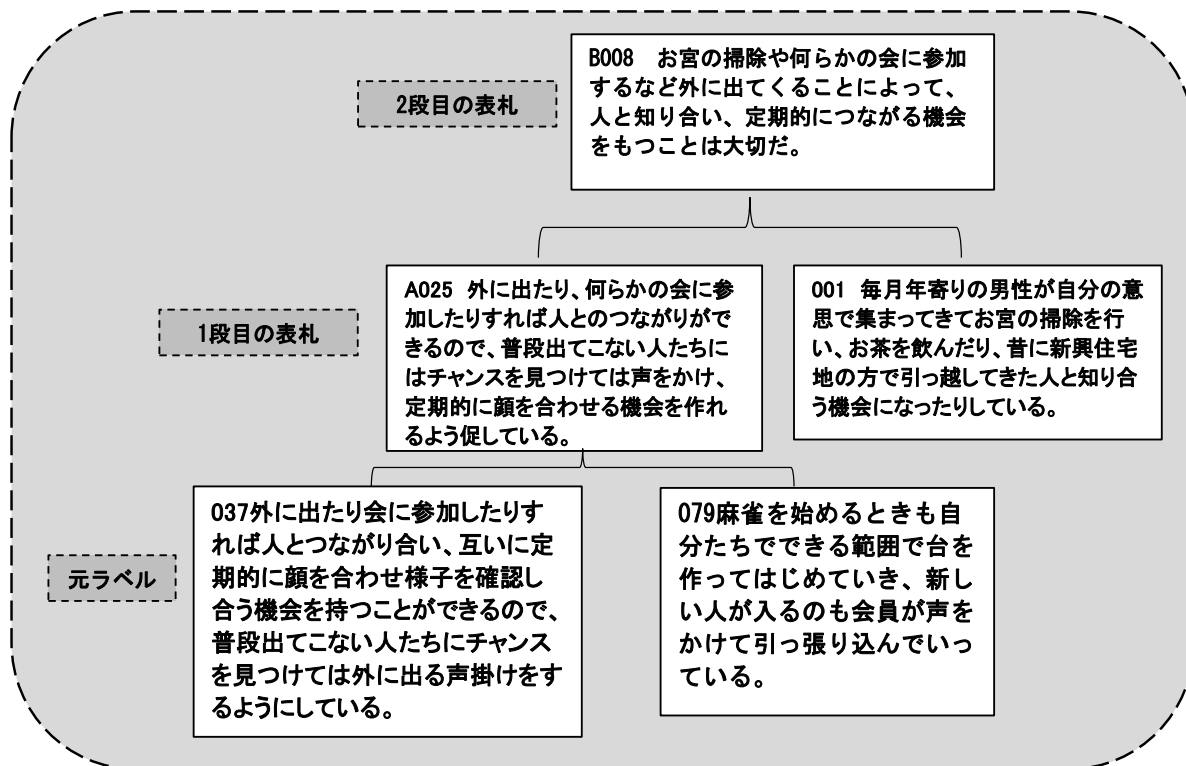 2段目の表札
B008　お宮の掃除や何らかの会に参加
するなど外に出てくることによって、
人と知り合い、定期的につながる機会
をもつことは大切だ。
1段目の表札
A025 外に出たり、何らかの会に参
加したりすれば人とのつながりがで
きるので、普段出てこない人たちに
はチャンスを見つけては声をかけ、
定期的に顔を合わせる機会を作れ
るよう促している。
001 毎月年寄りの男性が自分の意
思で集まってきてお宮の掃除を行
い、お茶を飲んだり、昔に新興住宅
地の方で引っ越してきた人と知り合
う機会になったりしている。
元ラベル
037外に出たり会に参加したりす
れば人とつながり合い、互いに定
期的に顔を合わせ様子を確認し
合う機会を持つことができるので、
普段出てこない人たちにチャンス
を見つけては外に出る声掛けをす
るようにしている。
079麻雀を始めるときも自
分たちでできる範囲で台を
作ってはじめていき、新し
い人が入るのも会員が声を
かけて引っ張り込んでいっ
ている。